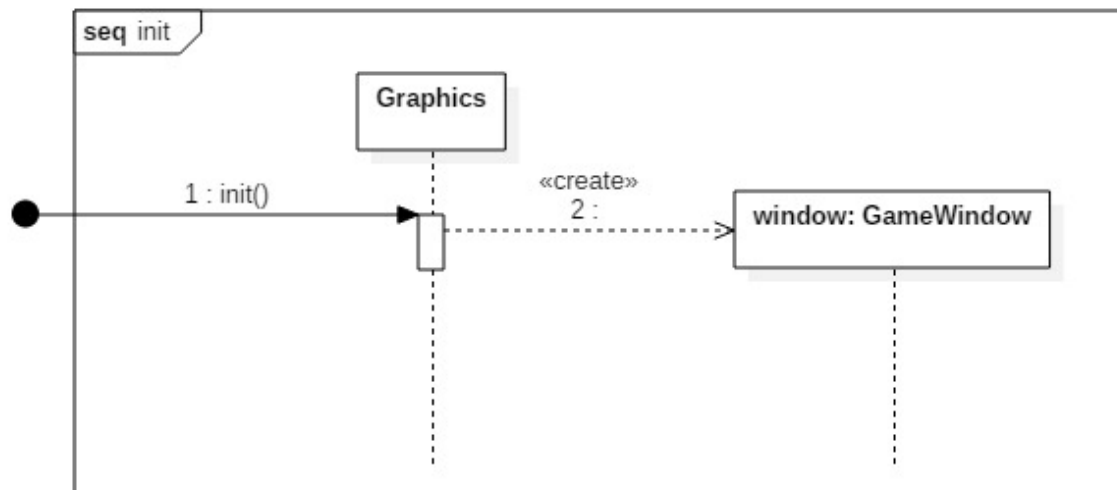 seq init
Graphics
1 : init()
«create»
2 :
window: GameWindow